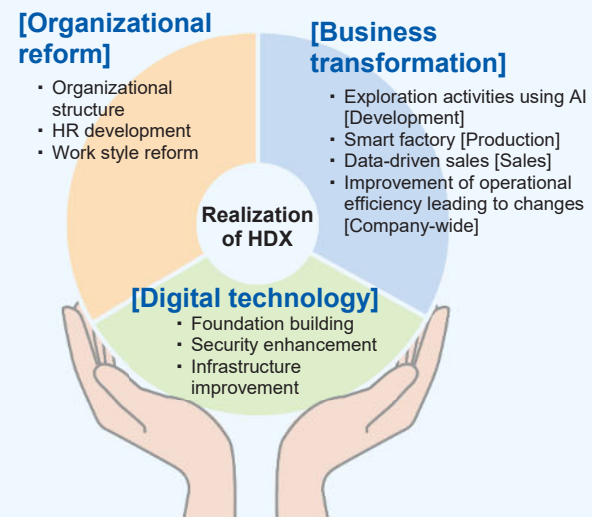 [Organizational
reform]
▪ Organizational
structure
▪ HR development
▪ Work style reform
[Business
transformation]
▪ Exploration activities using AI
[Development]
▪ Smart factory [Production]
▪ Data-driven sales [Sales]
▪ Improvement of operational
efficiency leading to changes
[Company-wide]
Realization
of HDX
[Digital technology]
▪ Foundation building
▪ Security enhancement
▪ Infrastructure
improvement